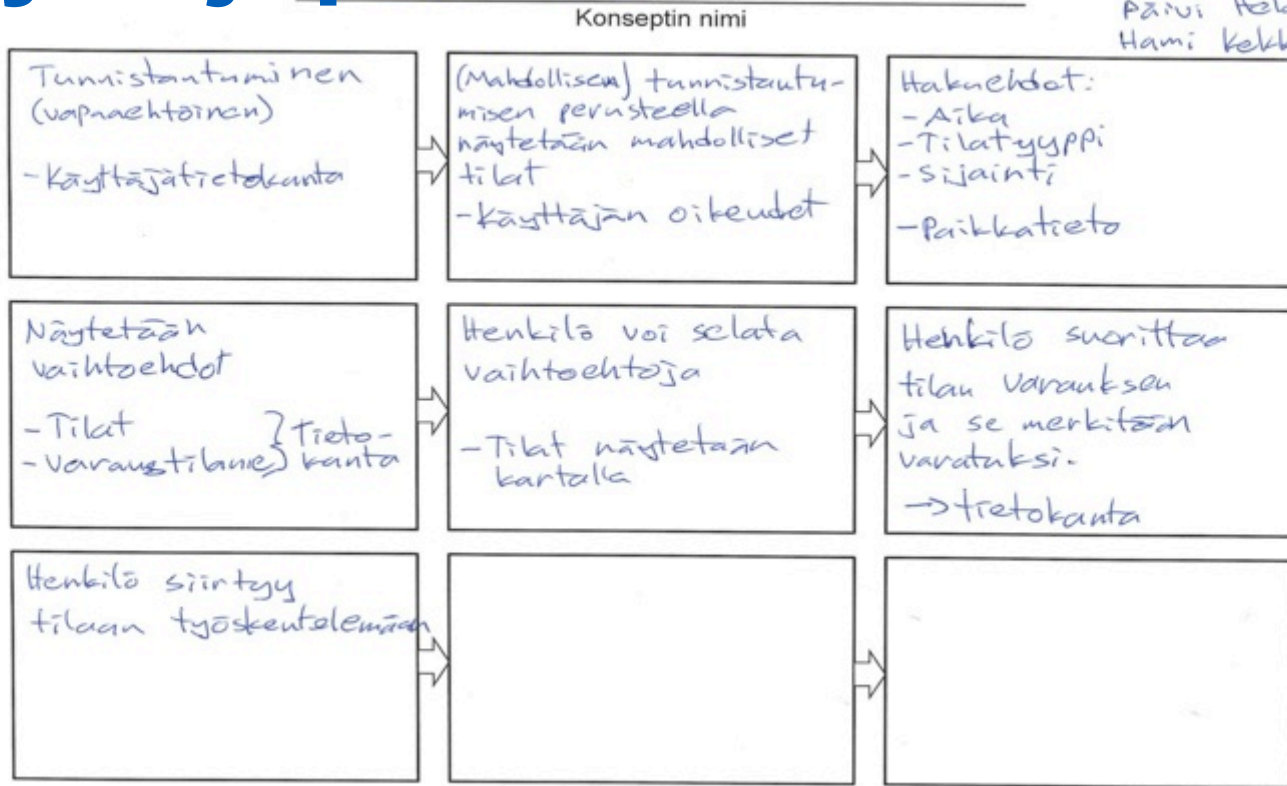 Konseptin nimi
Päivi
Hami
Tunnistautuminen
(vapaaehtoinen)
- Käyttäjätietokanta
(Mahdollisen) tunnistautu-
misen perusteella
näytetään mahdolliset
tilat
- Käyttäjän oikeudet
Hakuehdot:
- Aika
- Tilatyyppi
- Sijainti
- Paikkatieto
Näytetään
vaihtoehdot
- Tilat } Tieto-
- Varaustilanne } kanta
Henkilö voi selata
vaihtoehtoja
- Tilat näytetään
kartalla
Henkilö suorittaa
tilan varauksen
ja se merkitään
varatuksi.
-> tietokanta
Henkilö siirtyy
tilaan työskentelemään